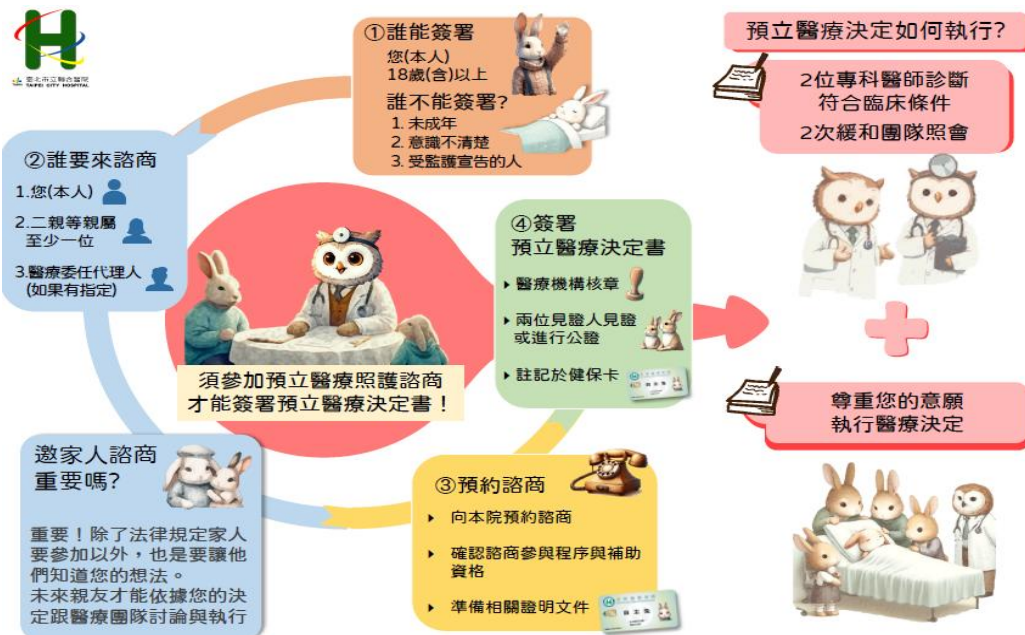 臺北市立聯合醫院
TAIPEI CITY HOSPITAL
①誰能簽署
您(本人)
18歲(含)以上
誰不能簽署?
1. 未成年
2. 意識不清楚
3. 受監護宣告的人
②誰要來諮商
1.您(本人)
2.二親等親屬
至少一位
3.醫療委任代理人
(如果有指定)
須參加預立醫療照護諮商
才能簽署預立醫療決定書！
邀家人諮商
重要嗎?
重要！除了法律規定家人
要參加以外，也是要讓他
們知道您的想法。
未來親友才能依據您的決
定跟醫療團隊討論與執行
③預約諮商
▸ 向本院預約諮商
▸ 確認諮商參與程序與補助
資格
▸ 準備相關證明文件
④簽署
預立醫療決定書
▸ 醫療機構核章
▸ 兩位見證人見證
或進行公證
▸ 註記於健保卡
預立醫療決定如何執行?
2位專科醫師診斷
符合臨床條件
2次緩和團隊照會
尊重您的意願
執行醫療決定